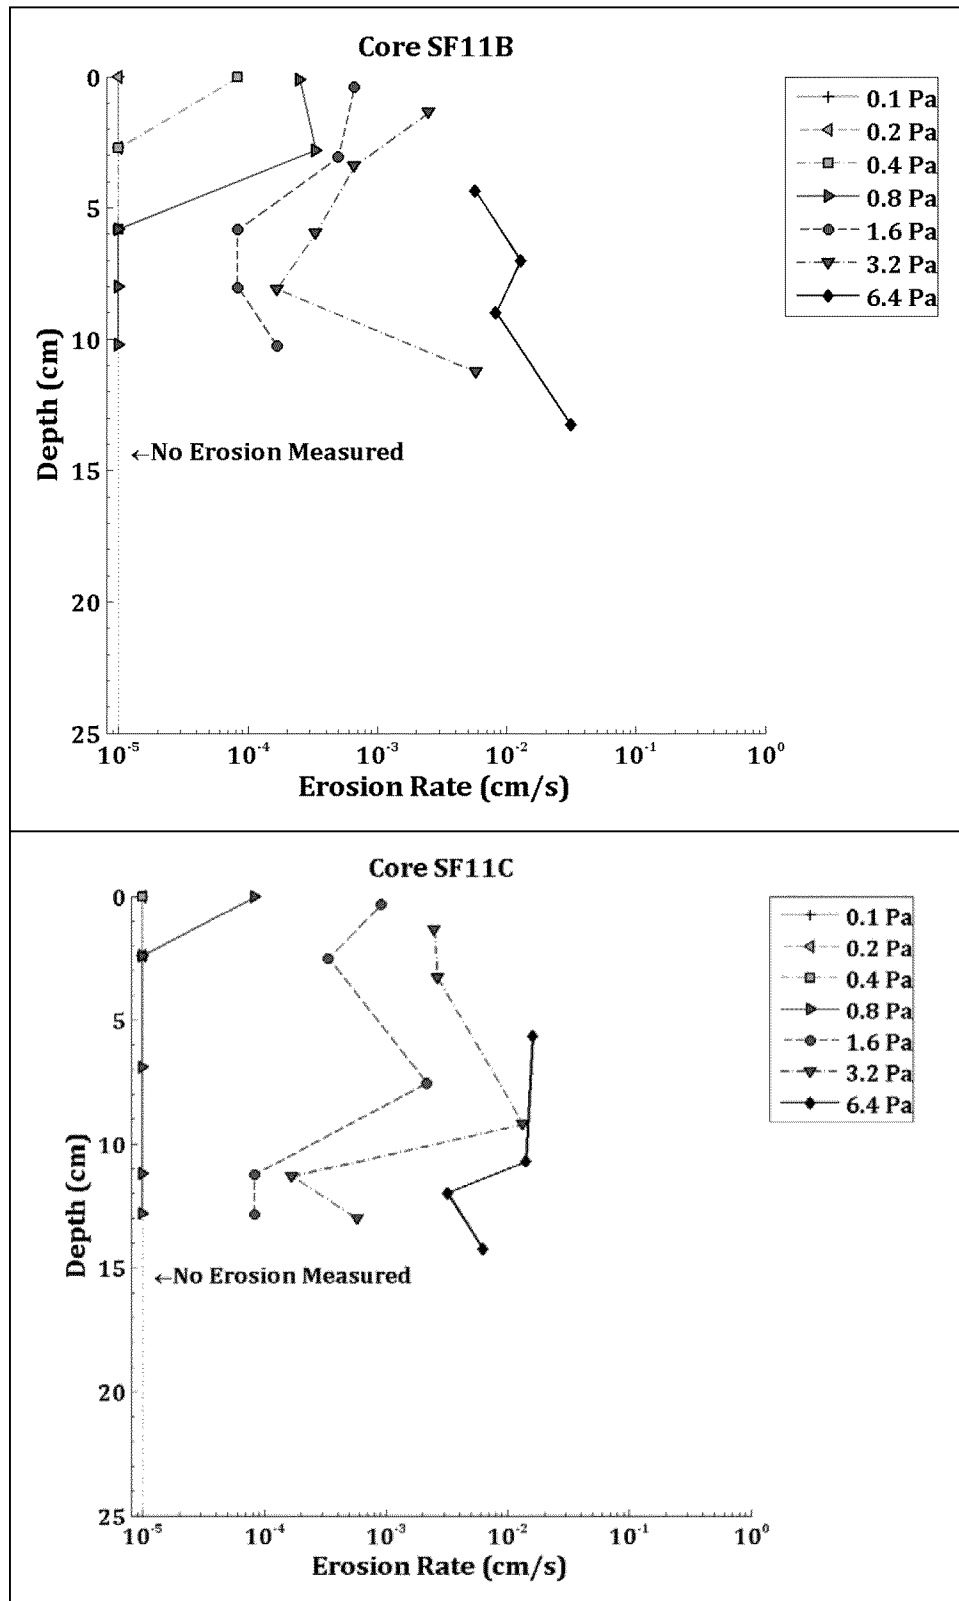 Core SF11B
0
5
10
15
20
25
Depth (cm)
←No Erosion Measured
10⁻⁵ 10⁻⁴ 10⁻³ 10⁻² 10⁻¹ 10⁰
Erosion Rate (cm/s)
0.1 Pa
0.2 Pa
0.4 Pa
0.8 Pa
1.6 Pa
3.2 Pa
6.4 Pa
Core SF11C
0
5
10
15
20
25
Depth (cm)
←No Erosion Measured
10⁻⁵ 10⁻⁴ 10⁻³ 10⁻² 10⁻¹ 10⁰
Erosion Rate (cm/s)
0.1 Pa
0.2 Pa
0.4 Pa
0.8 Pa
1.6 Pa
3.2 Pa
6.4 Pa